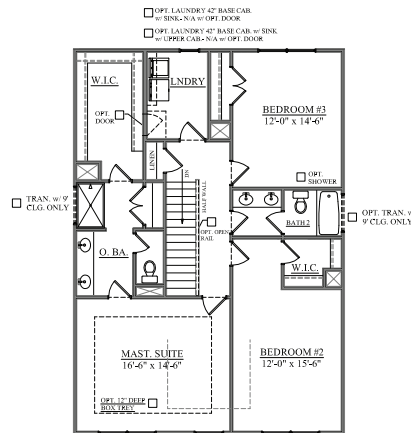 OPT. LAUNDRY 42" BASE CAB.
w/ SINK - N/A w/ OPT. DOOR
OPT. LAUNDRY 42" BASE CAB. w/ SINK
w/ UPPER CAB.- N/A w/ OPT. DOOR
W.I.C.
LNDRY
OPT.
DOOR
BEDROOM #3
12'-0" x 14'-6"
LINEN
DN
HALF WALL
OPT.
SHOWER
TRAN. w/ 9'
CLG. ONLY
OPT. OPEN
RAIL
BATH 2
OPT. TRAN. w
9' CLG. ONLY
O. BA.
W.I.C.
MAST. SUITE
16'-6" x 14'-6"
BEDROOM #2
12'-0" x 15'-6"
OPT. 12" DEEP
BOX TREY